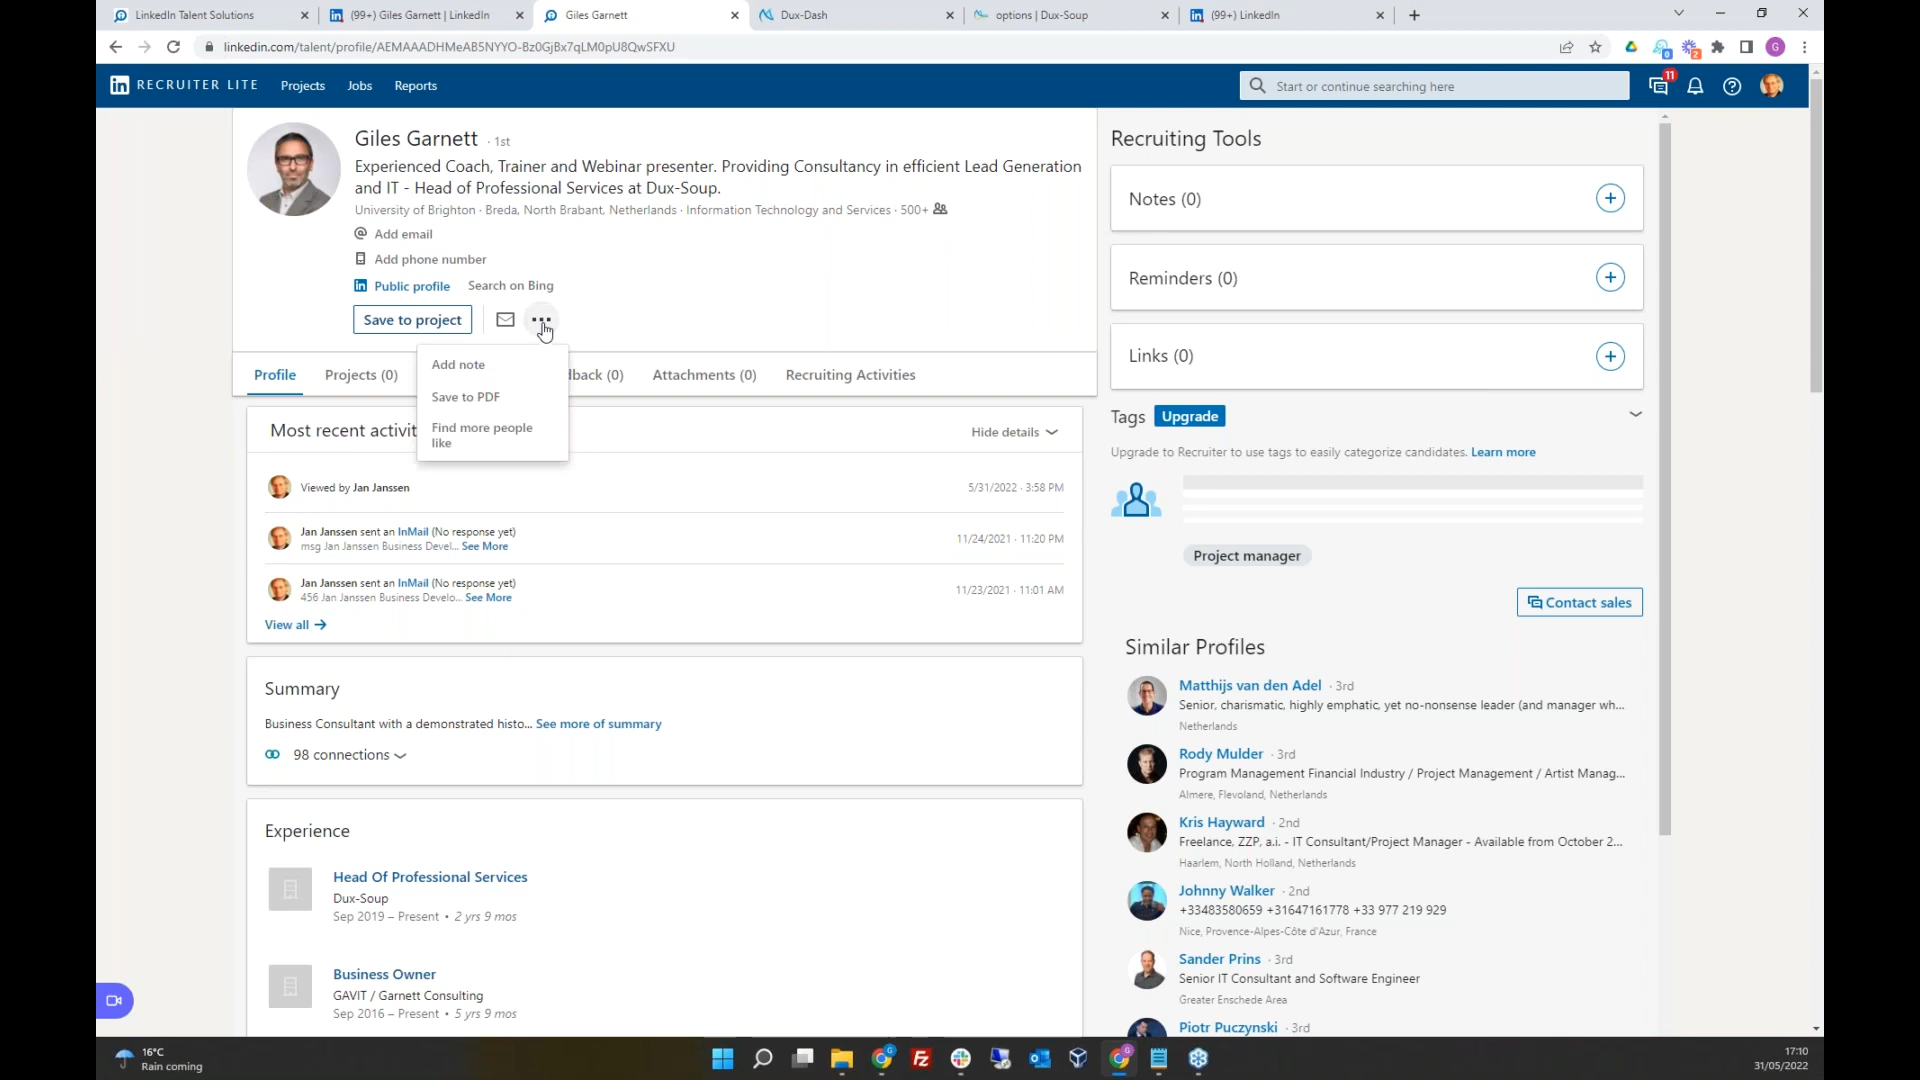 LinkedIn Talent Solutions
(99+) Giles Garnett | LinkedIn
Giles Garnett
Dux-Dash
options | Dux-Soup
(99+) LinkedIn
linkedin.com/talent/profile/AEMAAADHMeAB5NYYO-Bz0GjBx7qLM0pU8QwSFXU
RECRUITER LITE
Projects
Jobs
Reports
Start or continue searching here
11
Giles Garnett · 1st
Experienced Coach, Trainer and Webinar presenter. Providing Consultancy in efficient Lead Generation
and IT - Head of Professional Services at Dux-Soup.
University of Brighton · Breda, North Brabant, Netherlands · Information Technology and Services · 500+
Add email
Add phone number
Public profile
Search on Bing
Save to project
Add note
Save to PDF
Find more people
like
Profile
Projects (0)
dback (0)
Attachments (0)
Recruiting Activities
Most recent activit
Hide details
Viewed by Jan Janssen
5/31/2022 · 3:58 PM
Jan Janssen sent an InMail (No response yet)
msg Jan Janssen Business Devel... See More
11/24/2021 · 11:20 PM
Jan Janssen sent an InMail (No response yet)
456 Jan Janssen Business Develo... See More
11/23/2021 · 11:01 AM
View all
Summary
Business Consultant with a demonstrated histo... See more of summary
98 connections
Experience
Head Of Professional Services
Dux-Soup
Sep 2019 – Present • 2 yrs 9 mos
Business Owner
GAVIT / Garnett Consulting
Sep 2016 – Present • 5 yrs 9 mos
Recruiting Tools
Notes (0)
Reminders (0)
Links (0)
Tags Upgrade
Upgrade to Recruiter to use tags to easily categorize candidates. Learn more
Project manager
Contact sales
Similar Profiles
Matthijs van den Adel · 3rd
Senior, charismatic, highly emphatic, yet no-nonsense leader (and manager wh...
Netherlands
Rody Mulder · 3rd
Program Management Financial Industry / Project Management / Artist Manag...
Almere, Flevoland, Netherlands
Kris Hayward · 2nd
Freelance, ZZP, a.i. - IT Consultant/Project Manager - Available from October 2...
Haarlem, North Holland, Netherlands
Johnny Walker · 2nd
+33483580659 +31647161778 +33 977 219 929
Nice, Provence-Alpes-Côte d'Azur, France
Sander Prins · 3rd
Senior IT Consultant and Software Engineer
Greater Enschede Area
Piotr Puczynski · 3rd
16°C
Rain coming
17:10
31/05/2022